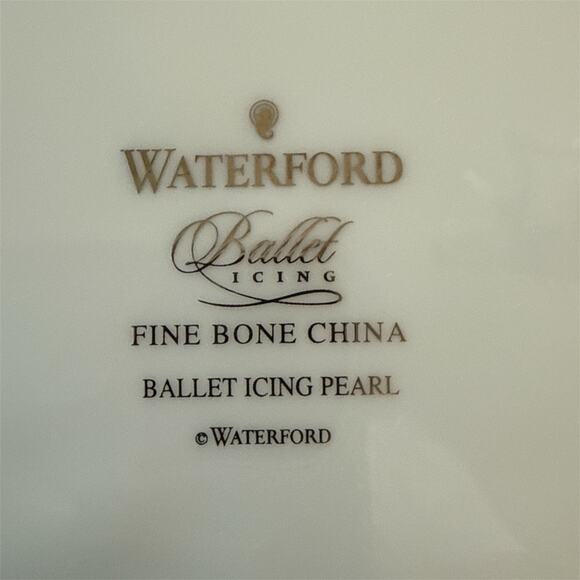 WATERFORD
Ballet
ICING
FINE BONE CHINA
BALLET ICING PEARL
© WATERFORD